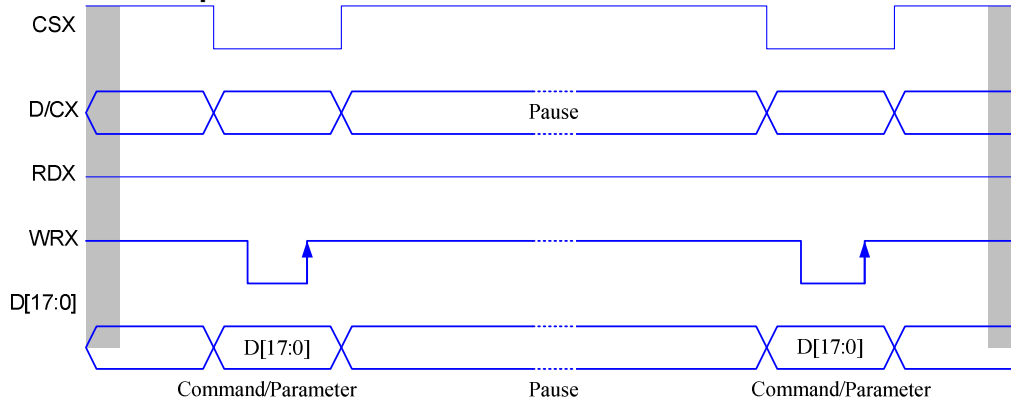 CSX
D/CX
Pause
RDX
WRX
D[17:0]
D[17:0] D[17:0]
Command/Parameter Pause Command/Parameter